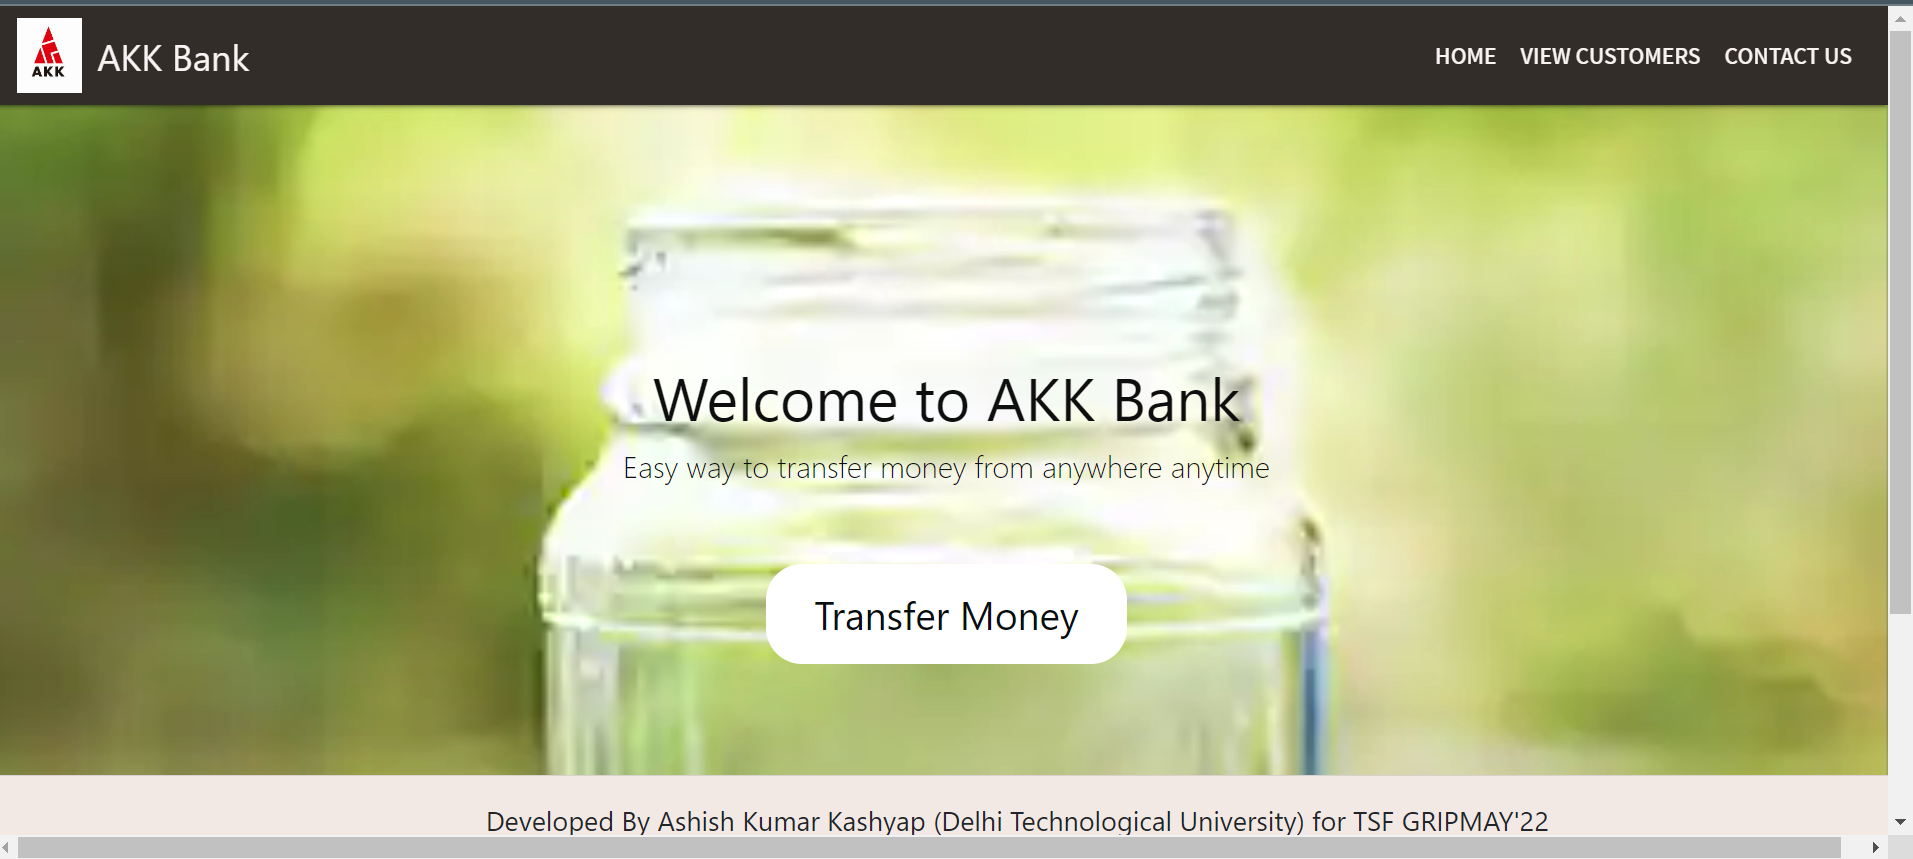 AKK
AKK Bank
HOME VIEW CUSTOMERS CONTACT US
Welcome to AKK Bank
Easy way to transfer money from anywhere anytime
Transfer Money
Developed By Ashish Kumar Kashyap (Delhi Technological University) for TSF GRIPMAY'22